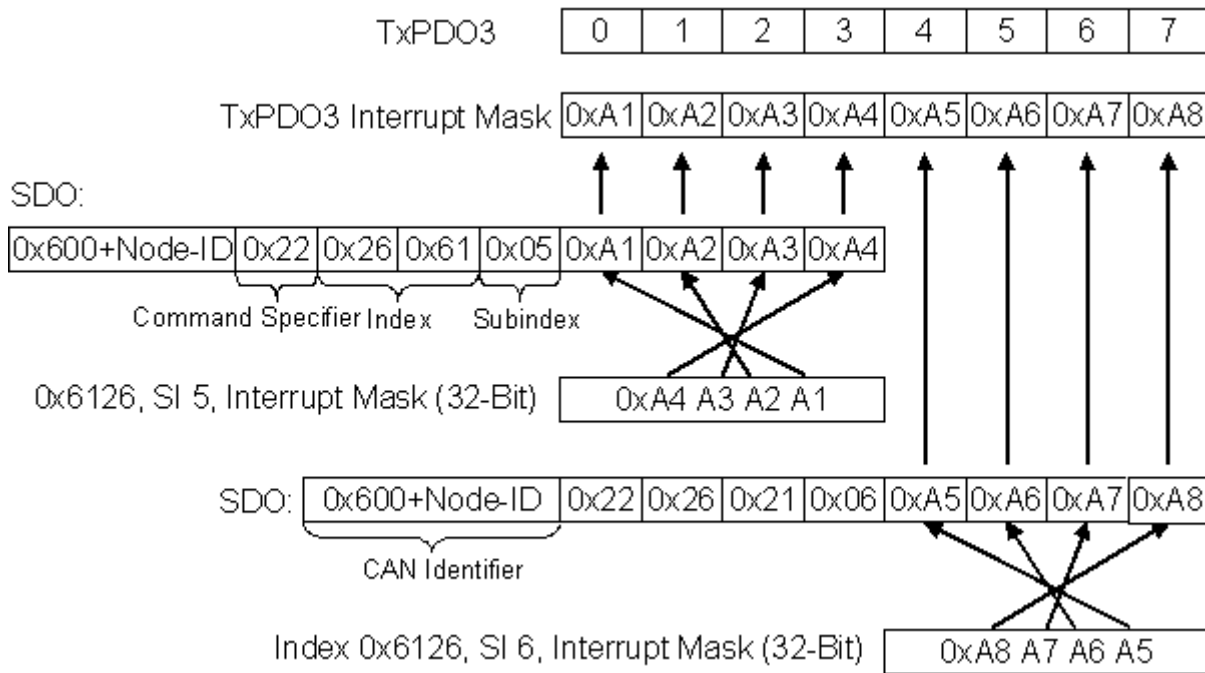 TxPDO3 0 1 2 3 4 5 6 7
TxPDO3 Interrupt Mask 0xA1 0xA2 0xA3 0xA4 0xA5 0xA6 0xA7 0xA8
SDO:
0x600+Node-ID 0x22 0x26 0x61 0x05 0xA1 0xA2 0xA3 0xA4
Command Specifier Index Subindex
0x6126, SI 5, Interrupt Mask (32-Bit) 0xA4 A3 A2 A1
SDO: 0x600+Node-ID 0x22 0x26 0x21 0x06 0xA5 0xA6 0xA7 0xA8
CAN Identifier
Index 0x6126, SI 6, Interrupt Mask (32-Bit) 0xA8 A7 A6 A5